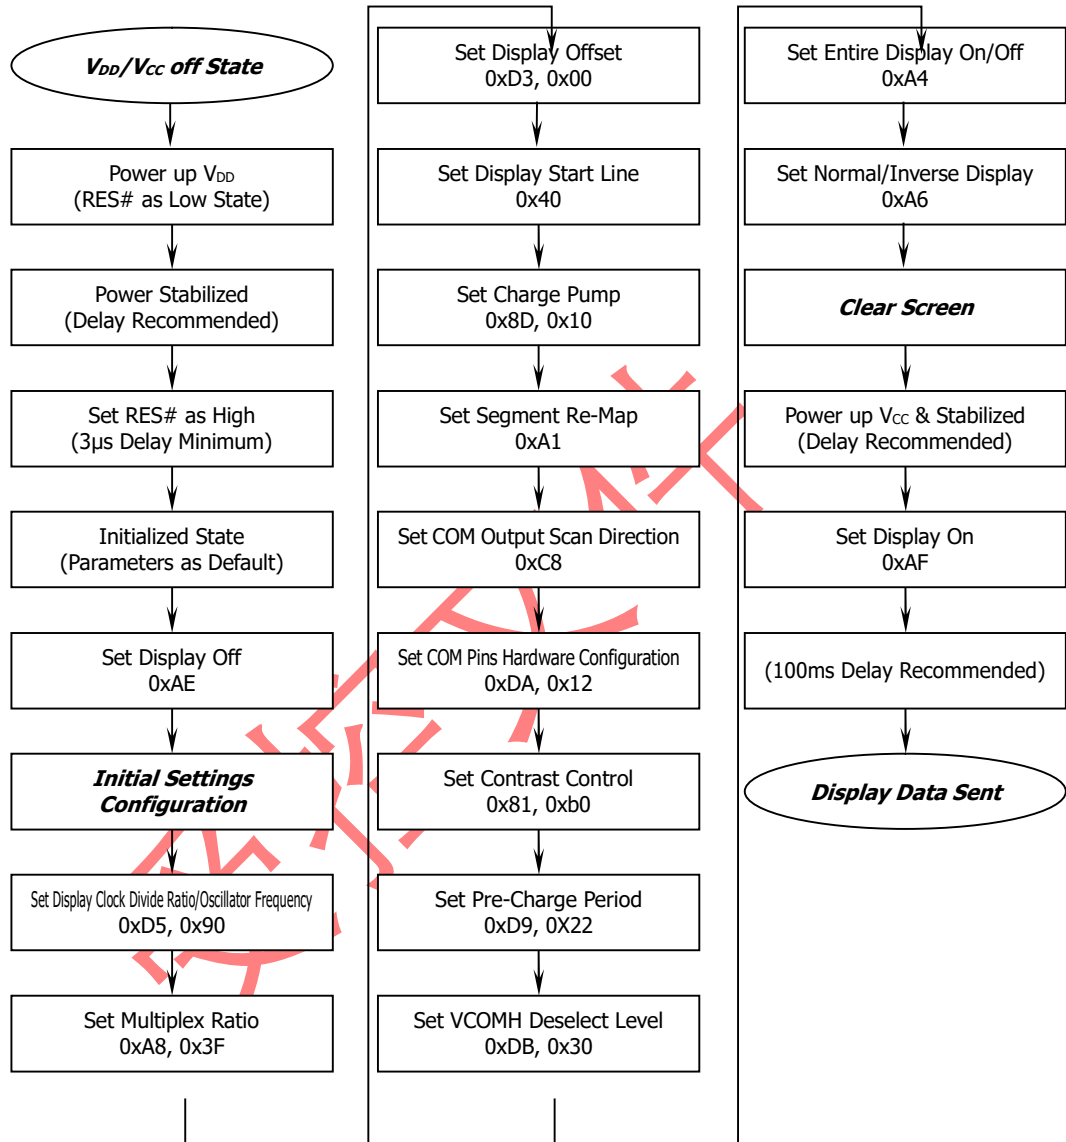 VDD/VCC off State
Power up VDD
(RES# as Low State)
Power Stabilized
(Delay Recommended)
Set RES# as High
(3μs Delay Minimum)
Initialized State
(Parameters as Default)
Set Display Off
0xAE
Initial Settings
Configuration
Set Display Clock Divide Ratio/Oscillator Frequency
0xD5, 0x90
Set Multiplex Ratio
0xA8, 0x3F
Set Display Offset
0xD3, 0x00
Set Display Start Line
0x40
Set Charge Pump
0x8D, 0x10
Set Segment Re-Map
0xA1
Set COM Output Scan Direction
0xC8
Set COM Pins Hardware Configuration
0xDA, 0x12
Set Contrast Control
0x81, 0xb0
Set Pre-Charge Period
0xD9, 0X22
Set VCOMH Deselect Level
0xDB, 0x30
Set Entire Display On/Off
0xA4
Set Normal/Inverse Display
0xA6
Clear Screen
Power up VCC & Stabilized
(Delay Recommended)
Set Display On
0xAF
(100ms Delay Recommended)
Display Data Sent